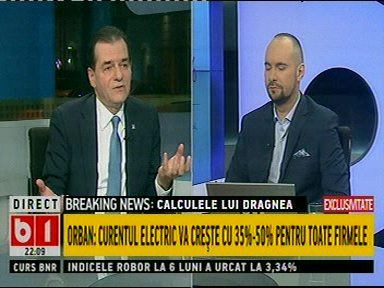 EXCLUSIVITATE
DIRECT
BREAKING NEWS: CALCULELE LUI DRAGNEA
b1
ORBAN: CURENTUL ELECTRIC VA CREȘTE CU 35%-50% PENTRU TOATE FIRMELE
22:09
CURS BNR
INDICELE ROBOR LA 6 LUNI A URCAT LA 3,34%